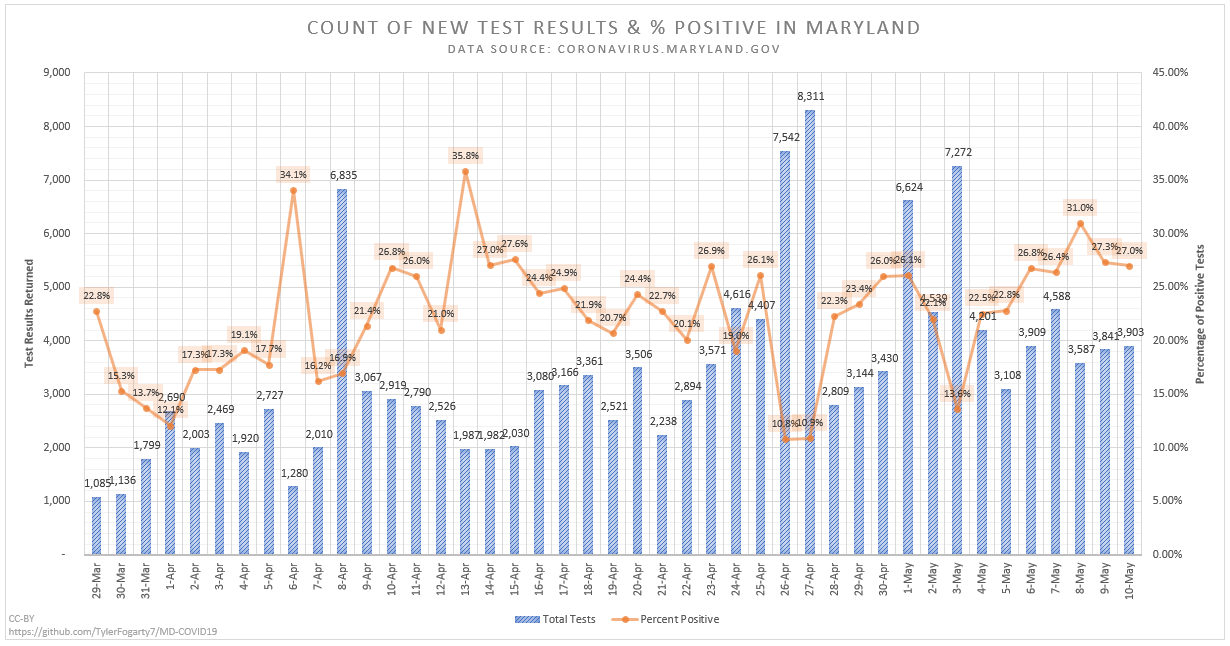 COUNT OF NEW TEST RESULTS & % POSITIVE IN MARYLAND
DATA SOURCE: CORONAVIRUS.MARYLAND.GOV
Test Results Returned
9,000
8,000
7,000
6,000
5,000
4,000
3,000
2,000
1,000
-
45.00%
40.00%
35.00%
30.00%
25.00%
20.00%
15.00%
10.00%
5.00%
0.00%
Percentage of Positive Tests
22.8%
15.3%
13.7%
12.1%
17.3%
17.3%
19.1%
17.7%
34.1%
16.2%
16.9%
21.4%
26.8%
26.0%
21.0%
35.8%
27.0%
27.6%
24.4%
24.9%
21.9%
20.7%
24.4%
22.7%
20.1%
26.9%
19.0%
26.1%
10.8%
10.9%
22.3%
23.4%
26.0%
26.1%
22.1%
13.6%
22.5%
22.8%
26.8%
26.4%
31.0%
27.3%
27.0%
1,085
1,136
1,799
2,690
2,003
2,469
1,920
2,727
1,280
2,010
6,835
3,067
2,919
2,790
2,526
1,987
1,982
2,030
3,080
3,166
3,361
2,521
3,506
2,238
2,894
3,571
4,616
4,407
7,542
8,311
2,809
3,144
3,430
6,624
4,539
7,272
4,201
3,108
3,909
4,588
3,587
3,841
3,903
29-Mar
30-Mar
31-Mar
1-Apr
2-Apr
3-Apr
4-Apr
5-Apr
6-Apr
7-Apr
8-Apr
9-Apr
10-Apr
11-Apr
12-Apr
13-Apr
14-Apr
15-Apr
16-Apr
17-Apr
18-Apr
19-Apr
20-Apr
21-Apr
22-Apr
23-Apr
24-Apr
25-Apr
26-Apr
27-Apr
28-Apr
29-Apr
30-Apr
1-May
2-May
3-May
4-May
5-May
6-May
7-May
8-May
9-May
10-May
Total Tests
Percent Positive
CC-BY
https://github.com/TylerFogarty7/MD-COVID19